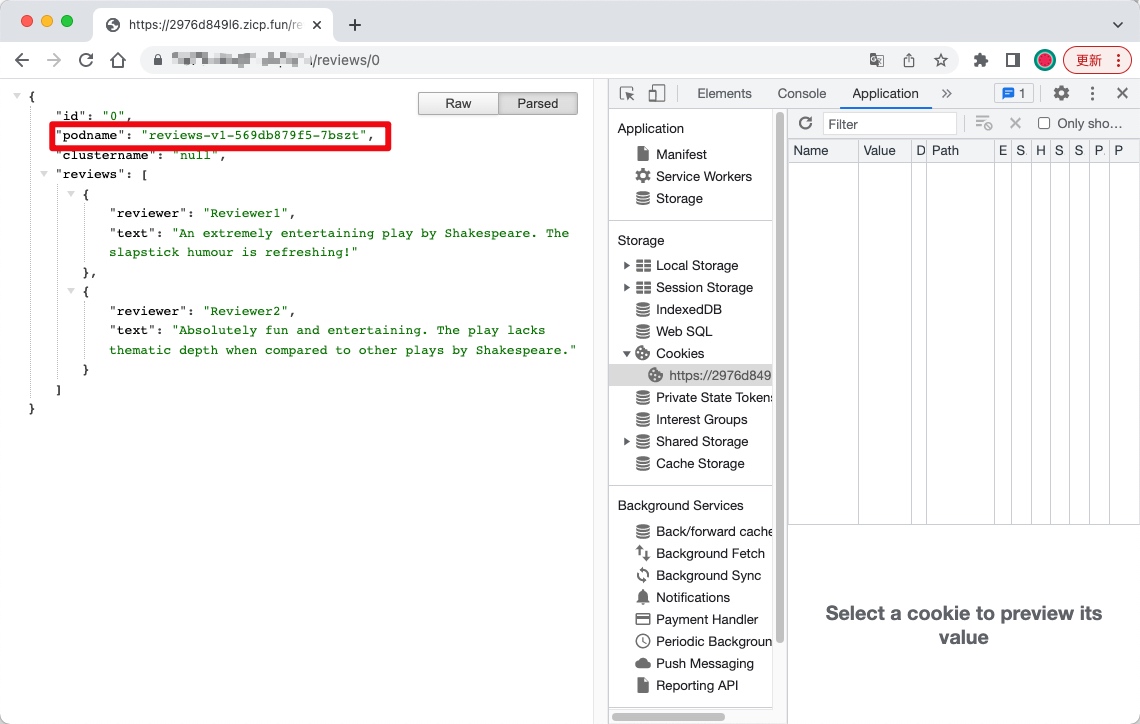 https://2976d849l6.zicp.fun/re
/reviews/0
更新
{
"id": "0",
"podname": "reviews-v1-569db879f5-7bszt",
"clustername": "null",
"reviews": [
{
"reviewer": "Reviewer1",
"text": "An extremely entertaining play by Shakespeare. The
slapstick humour is refreshing!"
},
{
"reviewer": "Reviewer2",
"text": "Absolutely fun and entertaining. The play lacks
thematic depth when compared to other plays by Shakespeare."
}
]
}
Raw Parsed
Elements Console Application » 1
Application
Manifest
Service Workers
Storage
Storage
Local Storage
Session Storage
IndexedDB
Web SQL
Cookies
https://2976d849
Private State Tokens
Interest Groups
Shared Storage
Cache Storage
Background Services
Back/forward cache
Background Fetch
Background Sync
Notifications
Payment Handler
Periodic Backgroun
Push Messaging
Reporting API
Filter Only sho...
Name Value D Path E S. H S. S P. P
Select a cookie to preview its
value